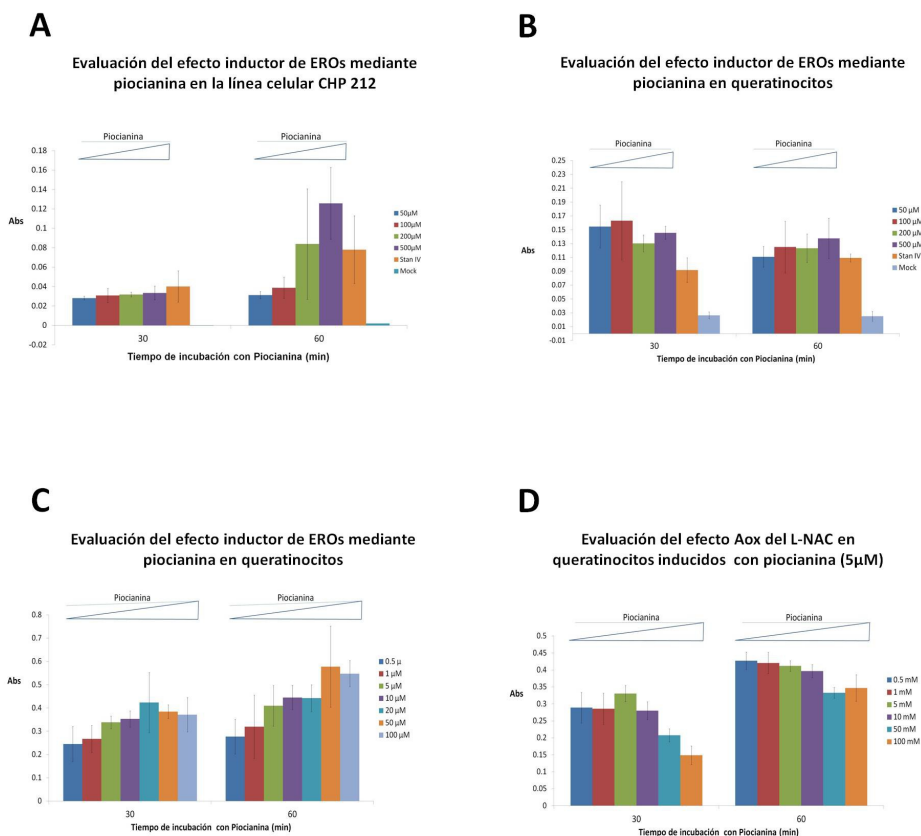 A
Evaluación del efecto inductor de EROs mediante
piocianina en la línea celular CHP 212
Piocianina
Piocianina
0.18
0.16
0.14
0.12
0.1
0.08
0.06
0.04
0.02
0
-0.02
Abs
30
60
Tiempo de incubación con Piocianina (min)
50µM
100µM
200µM
500µM
Stan IV
Mock
B
Evaluación del efecto inductor de EROs mediante
piocianina en queratinocitos
Piocianina
Piocianina
0.25
0.23
0.21
0.19
0.17
0.15
0.13
0.11
0.09
0.07
0.05
0.03
0.01
-0.01
Abs
30
60
Tiempo de incubación con Piocianina (min)
50 µM
100 µM
200 µM
500 µM
Stan IV
Mock
C
Evaluación del efecto inductor de EROs mediante
piocianina en queratinocitos
Piocianina
Piocianina
0.8
0.7
0.6
0.5
0.4
0.3
0.2
0.1
0
Abs
30
60
Tiempo de incubación con Piocianina (min)
0.5 µ
1 µM
5 µM
10 µM
20 µM
50 µM
100 µM
D
Evaluación del efecto Aox del L-NAC en
queratinocitos inducidos con piocianina (5µM)
Piocianina
Piocianina
0.5
0.45
0.4
0.35
0.3
0.25
0.2
0.15
0.1
0.05
0
Abs
30
60
Tiempo de incubación con Piocianina (min)
0.5 mM
1 mM
5 mM
10 mM
50 mM
100 mM